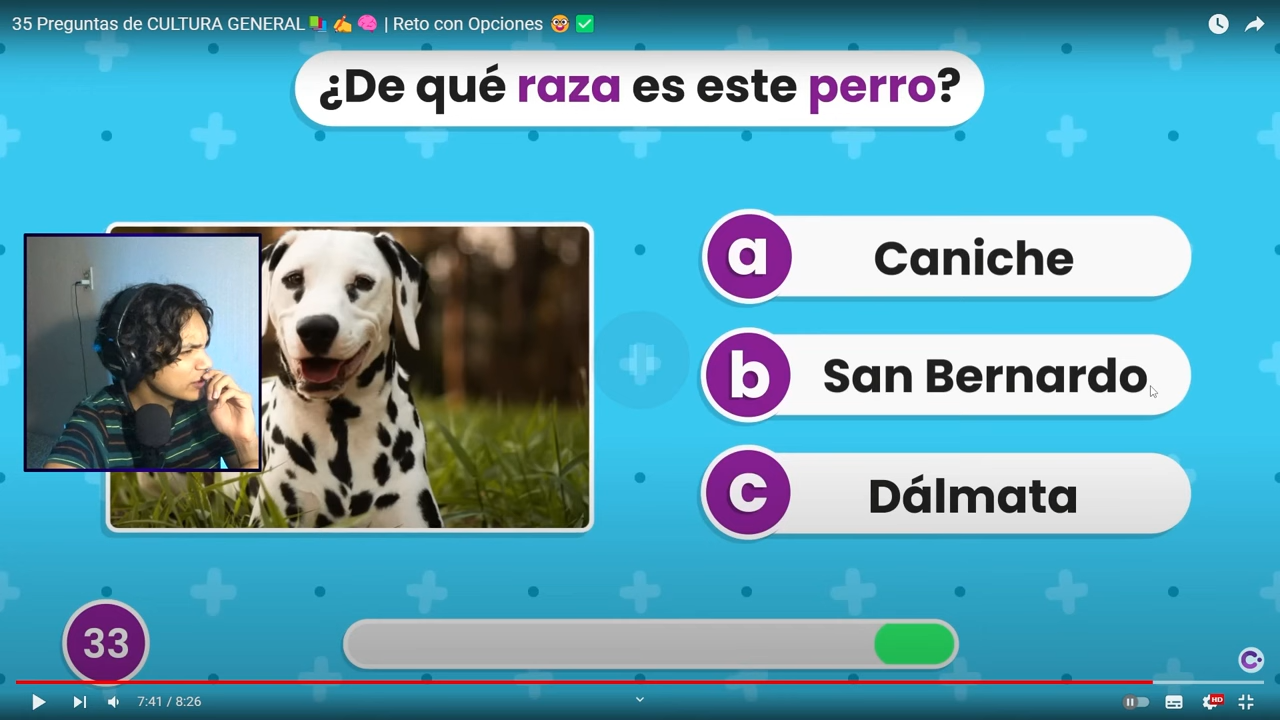 35 Preguntas de CULTURA GENERAL📚✍️🧠 | Reto con Opciones 🤓 ✅
¿De qué raza es este perro?
a Caniche
b San Bernardo
c Dálmata
33
C
7:41 / 8:26
HD